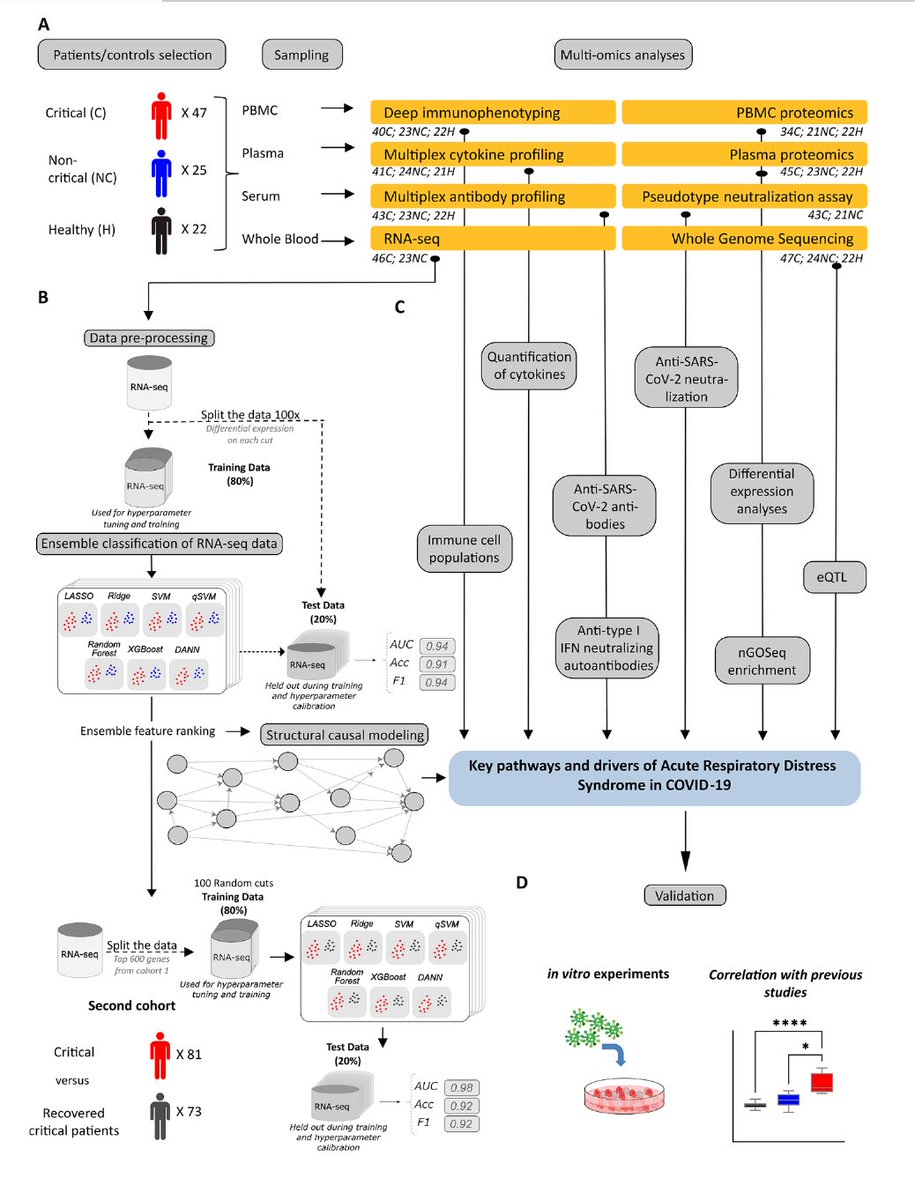 A
Patients/controls selection
Sampling
Multi-omics analyses
Critical (C)
X 47
Non-
critical (NC)
X 25
Healthy (H)
X 22
PBMC
Plasma
Serum
Whole Blood
Deep immunophenotyping
40C; 23NC; 22H
Multiplex cytokine profiling
41C; 24NC; 21H
Multiplex antibody profiling
43C; 23NC; 22H
RNA-seq
46C; 23NC
PBMC proteomics
34C; 21NC; 22H
Plasma proteomics
45C; 23NC; 22H
Pseudotype neutralization assay
43C; 21NC
Whole Genome Sequencing
47C; 24NC; 22H
B
Data pre-processing
RNA-seq
Split the data 100x
Differential expression
on each cut
RNA-seq
Training Data
(80%)
Used for hyperparameter
tuning and training
Ensemble classification of RNA-seq data
LASSO
Ridge
SVM
qSVM
Random
Forest
XGBoost
DANN
Test Data
(20%)
RNA-seq
Held out during training
and hyperparameter
calibration
AUC 0.94
Acc 0.91
F1 0.94
Ensemble feature ranking
Structural causal modeling
RNA-seq
Split the data
Top 600 genes
from cohort 1
100 Random cuts
Training Data
(80%)
RNA-seq
Used for hyperparameter
tuning and training
LASSO
Ridge
SVM
qSVM
Random
Forest
XGBoost
DANN
Second cohort
Critical
X 81
versus
Recovered
critical patients
X 73
Test Data
(20%)
RNA-seq
Held out during training
and hyperparameter
calibration
AUC 0.98
Acc 0.92
F1 0.92
C
Quantification
of cytokines
Anti-SARS-
CoV-2 neutra-
lization
Anti-SARS-
CoV-2 anti-
bodies
Differential
expression
analyses
Immune cell
populations
eQTL
Anti-type I
IFN neutralizing
autoantibodies
nGOSeq
enrichment
Key pathways and drivers of Acute Respiratory Distress
Syndrome in COVID-19
D
Validation
in vitro experiments
Correlation with previous
studies
****
*